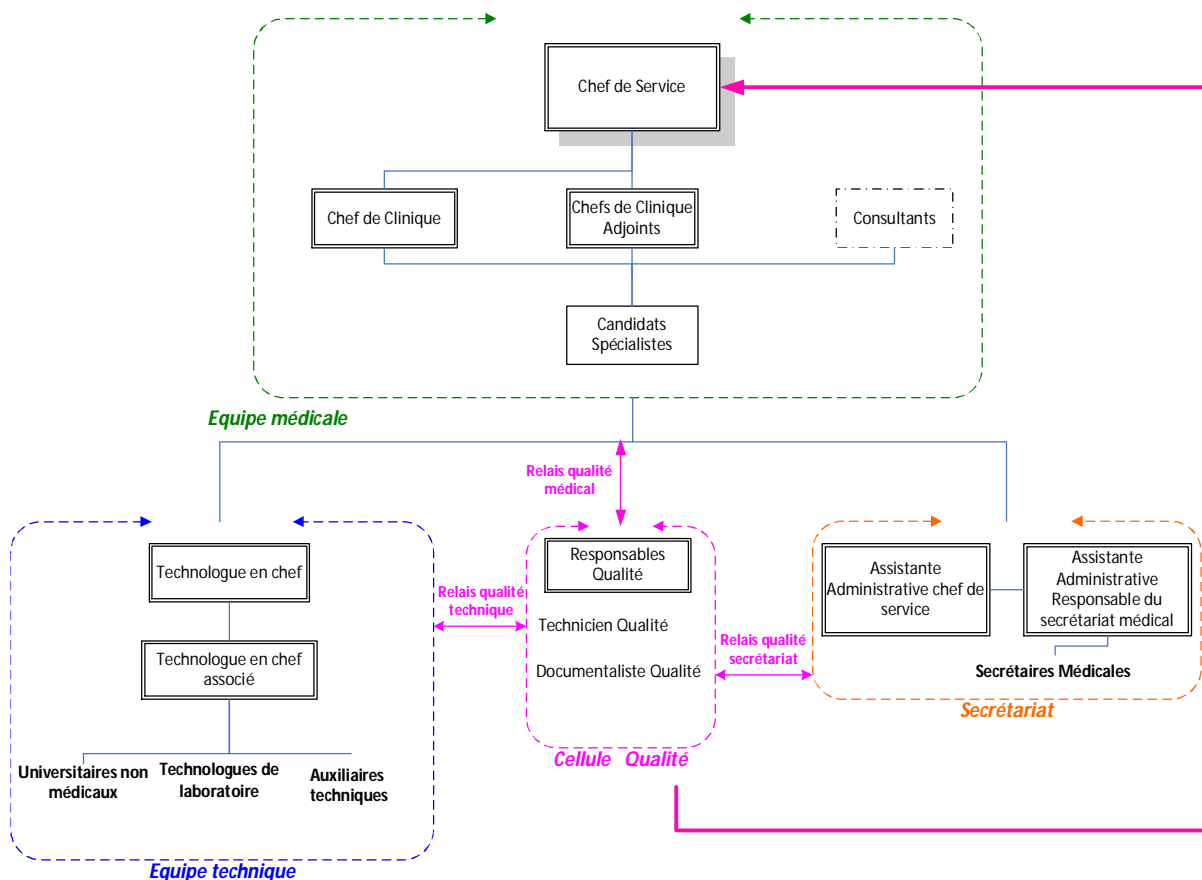 Chef de Service
Chef de Clinique
Chefs de Clinique
Adjoints
Consultants
Candidats
Spécialistes
Equipe médicale
Relais qualité
médical
Technologue en chef
Technologue en chef
associé
Universitaires non
médicaux
Technologues de
laboratoire
Auxiliaires
techniques
Equipe technique
Relais qualité
technique
Responsables
Qualité
Technicien Qualité
Documentaliste Qualité
Cellule Qualité
Relais qualité
secrétariat
Assistante
Administrative chef de
service
Assistante
Administrative
Responsable du
secrétariat médical
Secrétaires Médicales
Secrétariat